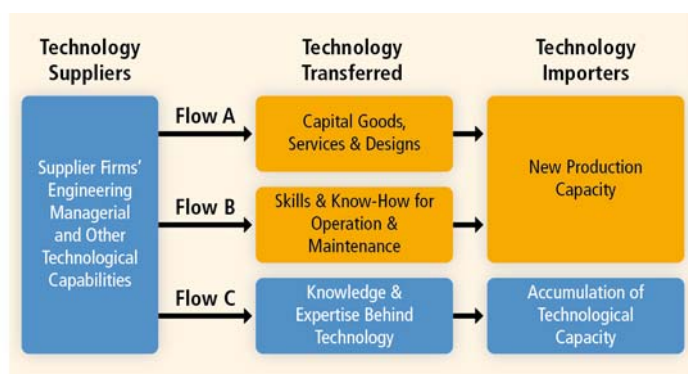 Technology
Suppliers
Technology
Transferred
Technology
Importers
Supplier Firms’
Engineering
Managerial
and Other
Technological
Capabilities
Flow A
Capital Goods,
Services & Designs
New Production
Capacity
Flow B
Skills & Know-How for
Operation &
Maintenance
Flow C
Knowledge &
Expertise Behind
Technology
Accumulation of
Technological
Capacity